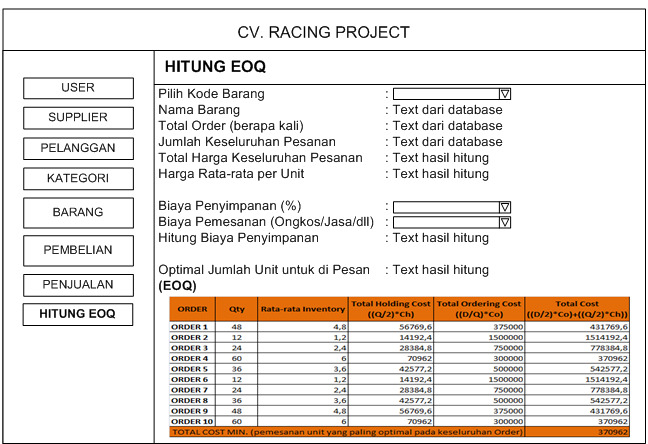 CV. RACING PROJECT
USER
SUPPLIER
PELANGGAN
KATEGORI
BARANG
PEMBELIAN
PENJUALAN
HITUNG EOQ
HITUNG EOQ
Pilih Kode Barang :
Nama Barang : Text dari database
Total Order (berapa kali) : Text dari database
Jumlah Keseluruhan Pesanan : Text dari database
Total Harga Keseluruhan Pesanan : Text hasil hitung
Harga Rata-rata per Unit : Text hasil hitung
Biaya Penyimpanan (%) :
Biaya Pemesanan (Ongkos/Jasa/dll) :
Hitung Biaya Penyimpanan : Text hasil hitung
Optimal Jumlah Unit untuk di Pesan : Text hasil hitung
(EOQ)
ORDER Qty Rata-rata Inventory Total Holding Cost ((Q/2)*Ch) Total Ordering Cost ((D/Q)*Co) Total Cost ((D/2)*Co)+((Q/2)*Ch))
ORDER 1 48 4,8 56769,6 375000 431769,6
ORDER 2 12 1,2 14192,4 1500000 1514192,4
ORDER 3 24 2,4 28384,8 750000 778384,8
ORDER 4 60 6 70962 300000 370962
ORDER 5 36 3,6 42577,2 500000 542577,2
ORDER 6 12 1,2 14192,4 1500000 1514192,4
ORDER 7 24 2,4 28384,8 750000 778384,8
ORDER 8 36 3,6 42577,2 500000 542577,2
ORDER 9 48 4,8 56769,6 375000 431769,6
ORDER 10 60 6 70962 300000 370962
TOTAL COST MIN. (pemesanan unit yang paling optimal pada keseluruhan Order) 370962